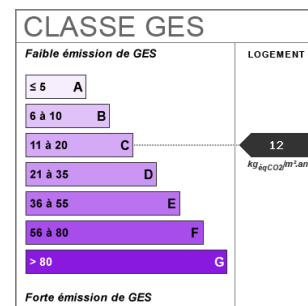 CLASSE GES
Faible émission de GES
LOGEMENT
≤ 5 A
6 à 10 B
11 à 20 C
12
kgéqCO2/m².an
21 à 35 D
36 à 55 E
56 à 80 F
> 80 G
Forte émission de GES